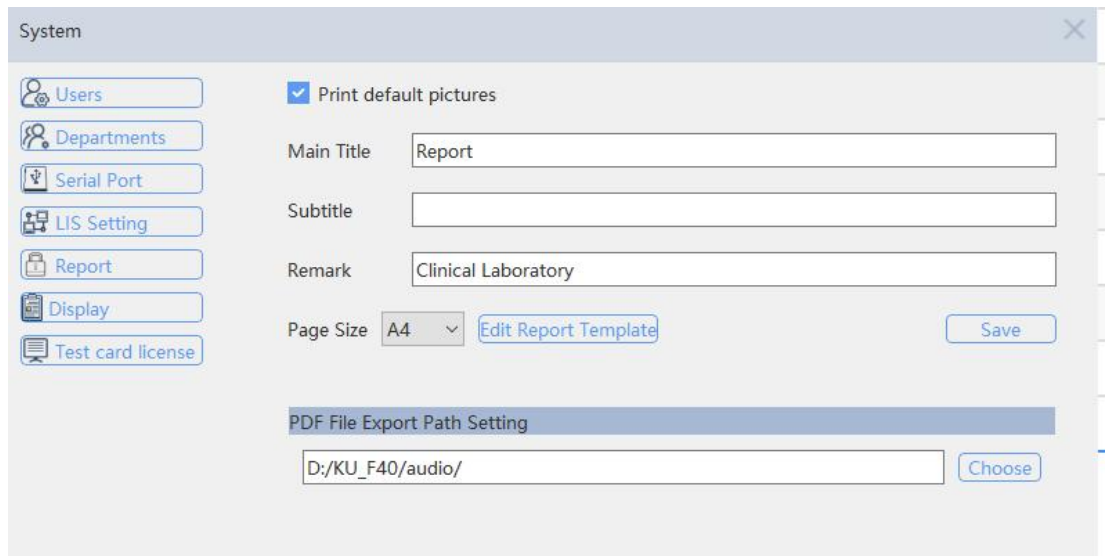 System
Users
Departments
Serial Port
LIS Setting
Report
Display
Test card license
Print default pictures
Main Title Report
Subtitle
Remark Clinical Laboratory
Page Size A4 Edit Report Template Save
PDF File Export Path Setting
D:/KU_F40/audio/ Choose